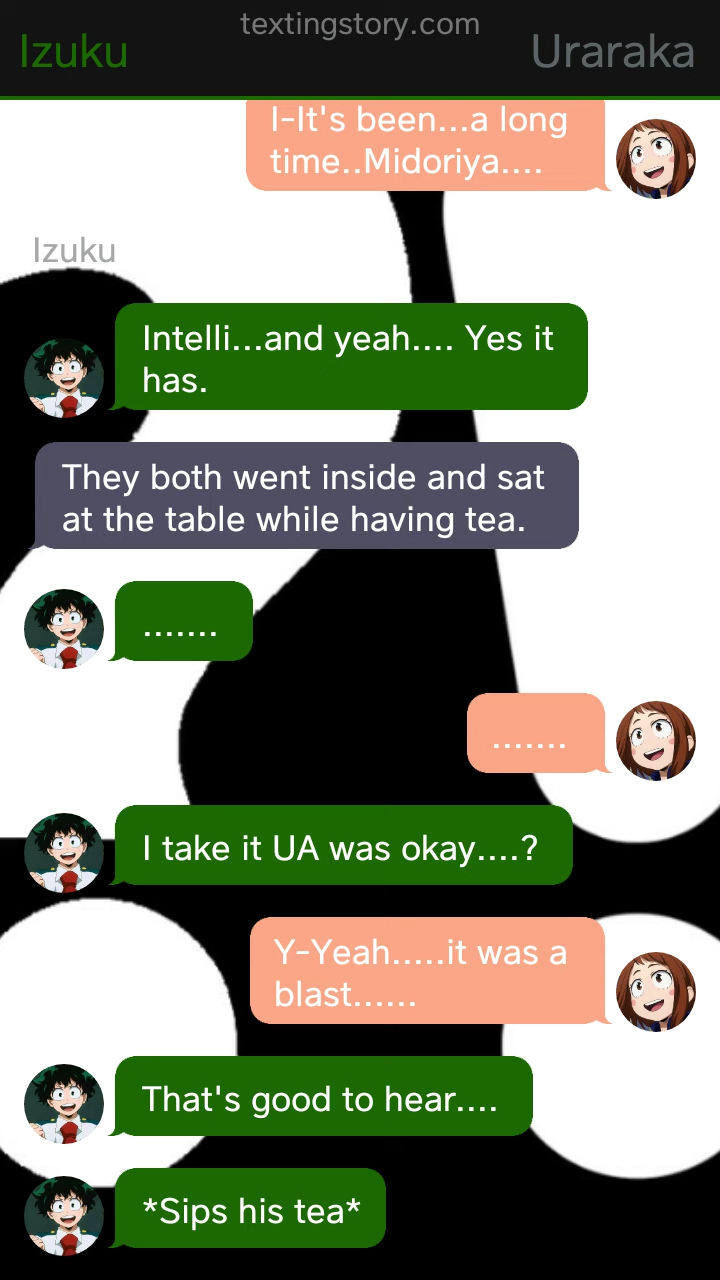 textingstory.com
Izuku
Uraraka
I-It's been...a long
time..Midoriya....
Izuku
Intelli...and yeah.... Yes it
has.
They both went inside and sat
at the table while having tea.
.......
.......
I take it UA was okay....?
Y-Yeah.....it was a
blast......
That's good to hear....
*Sips his tea*